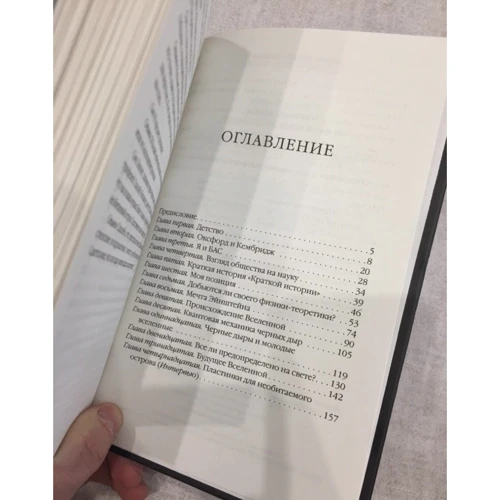 ОГЛАВЛЕНИЕ
Предисловие 5
Глава первая. Детство 8
Глава вторая. Оксфорд и Кембридж 20
Глава третья. Я и БАС 28
Глава четвертая. Взгляд общества на науку 34
Глава пятая. Краткая история «Краткой истории» 39
Глава шестая. Моя позиция 46
Глава седьмая. Добьются ли своего физики-теоретики? 53
Глава восьмая. Мечта Эйнштейна 74
Глава девятая. Происхождение Вселенной 90
Глава десятая. Квантовая механика черных дыр 105
Глава одиннадцатая. Черные дыры и молодые
вселенные 119
Глава двенадцатая. Все ли предопределено на свете? 130
Глава тринадцатая. Будущее Вселенной 142
Глава четырнадцатая. Пластинки для необитаемого
острова (Интервью) 157